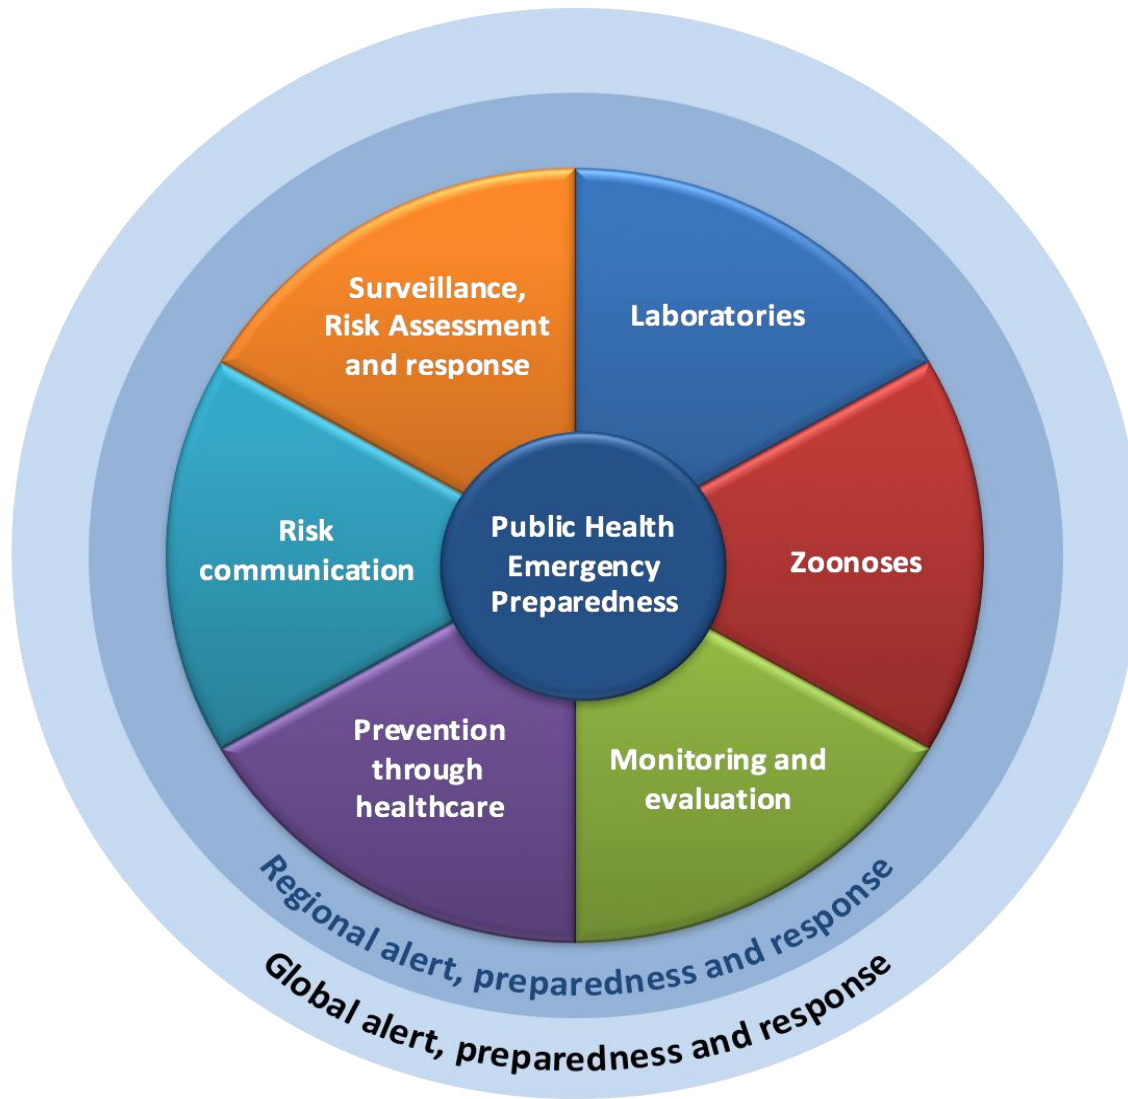 Surveillance,
Risk Assessment
and response
Laboratories
Risk
communication
Public Health
Emergency
Preparedness
Zoonoses
Prevention
through
healthcare
Monitoring and
evaluation
Regional alert, preparedness and response
Global alert, preparedness and response